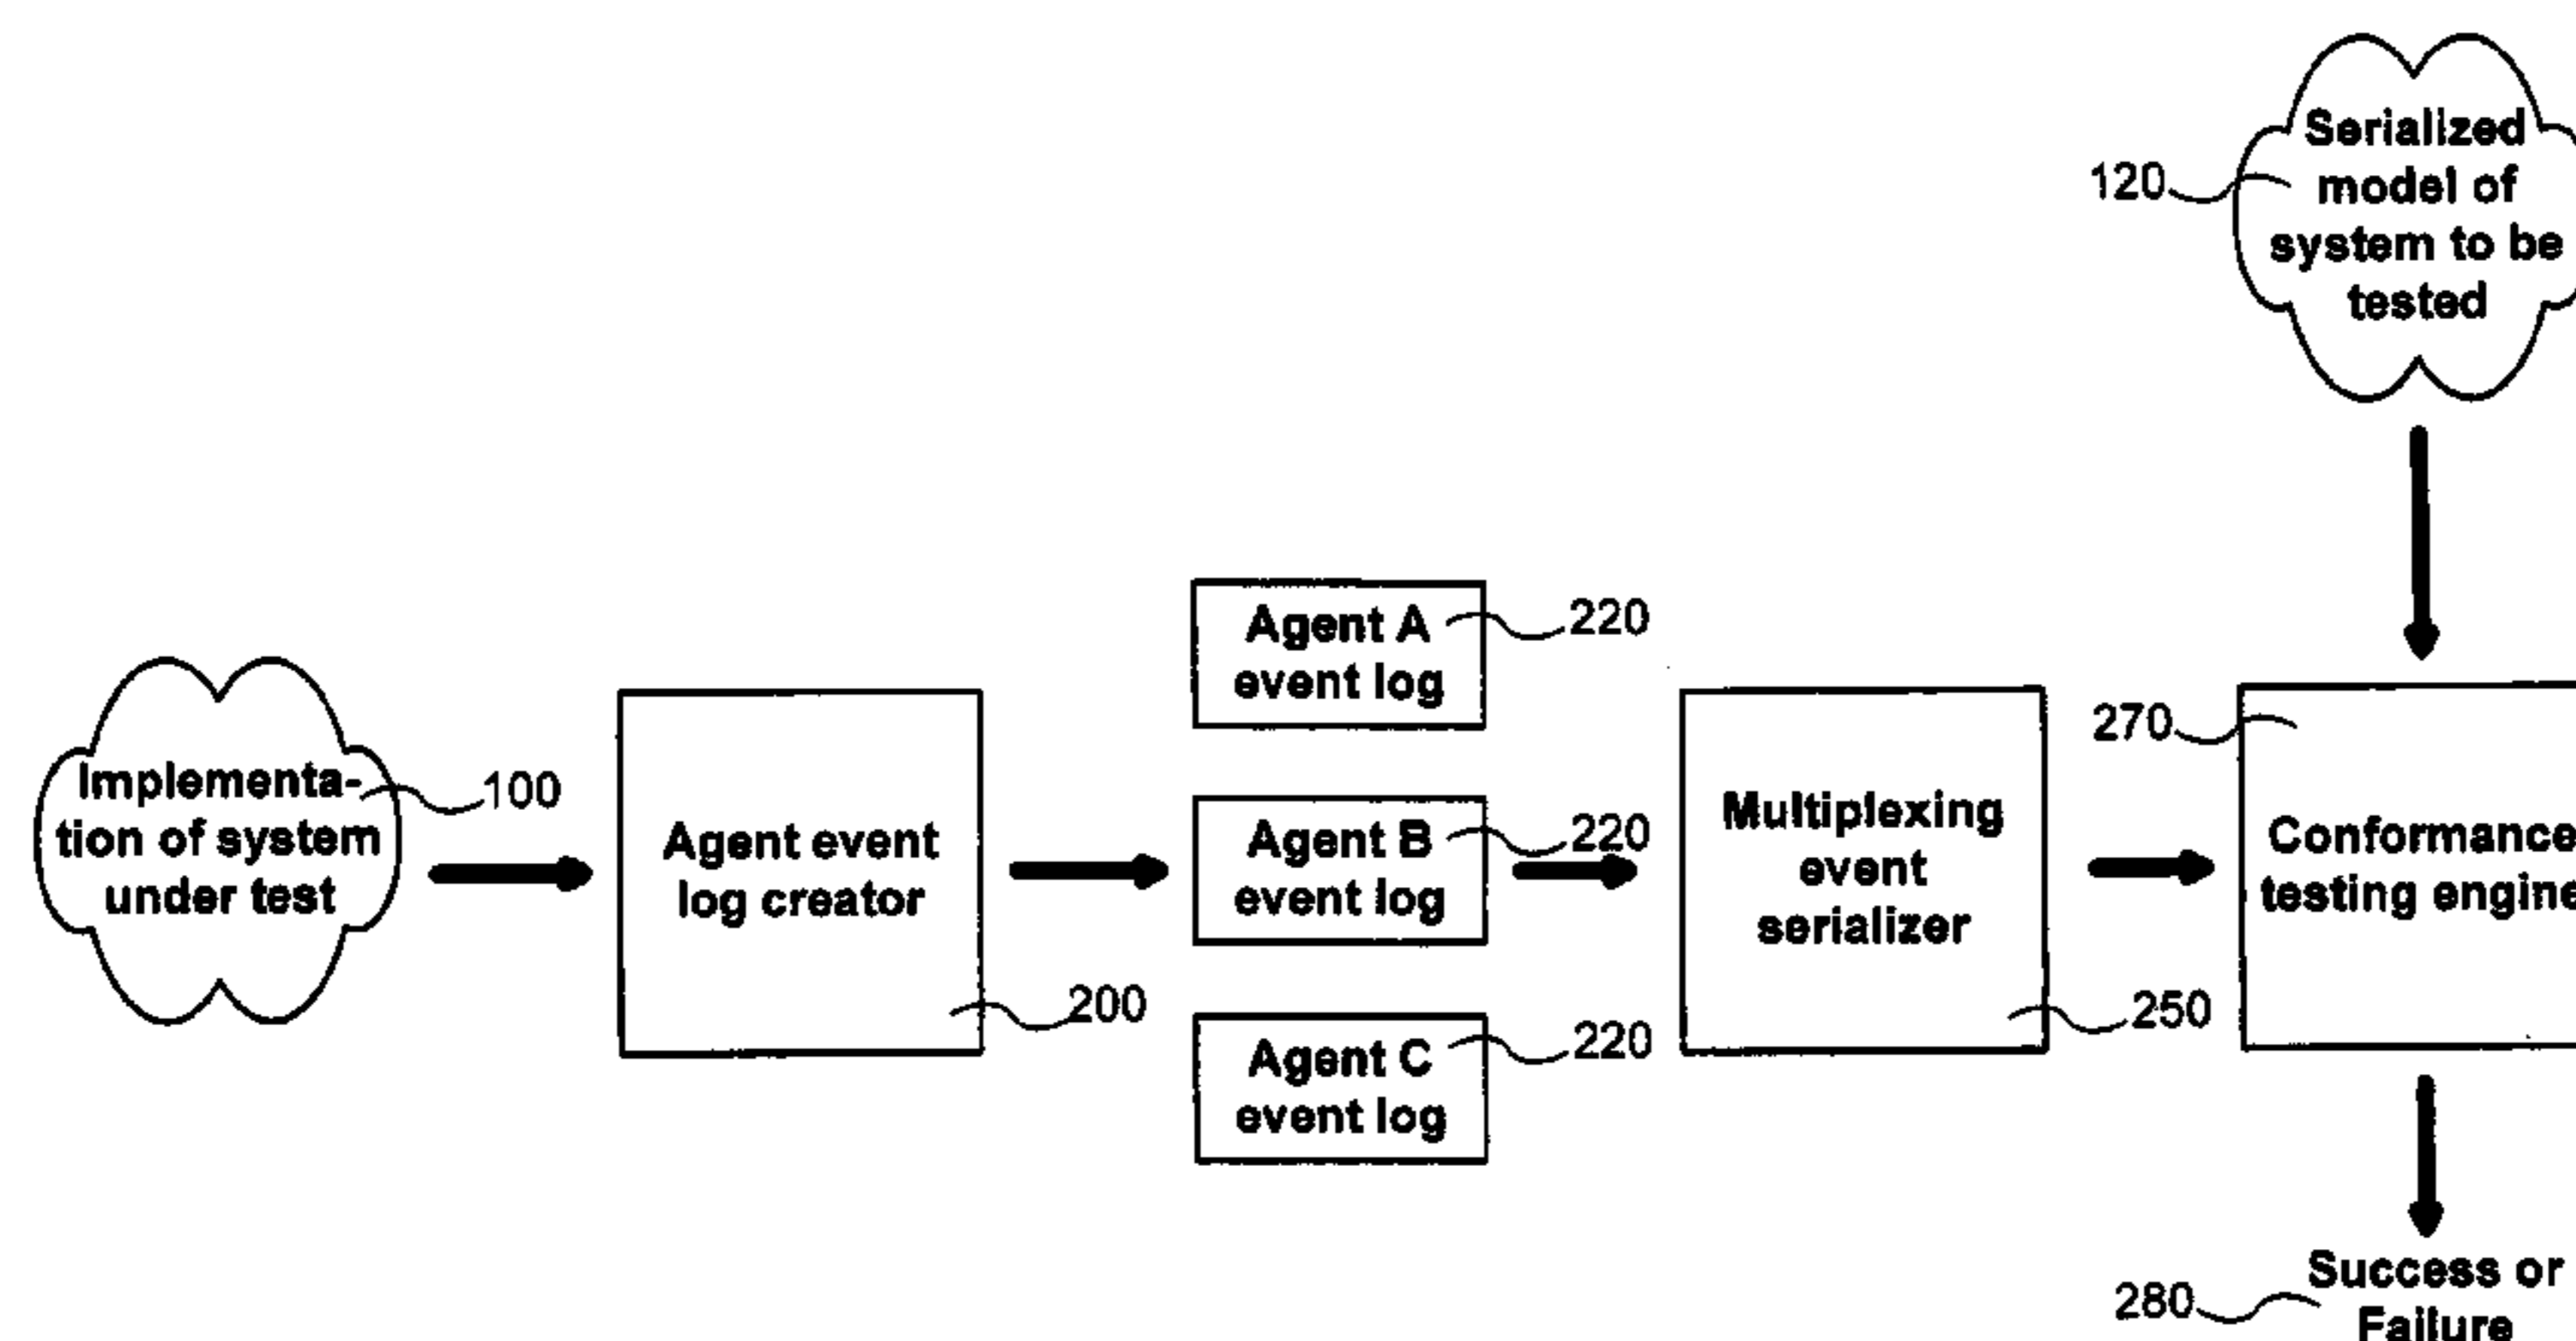 Serialized
model of
system to be
tested
120
Agent A
event log
220
Implementa-
tion of system
under test
100
Agent event
log creator
200
Agent B
event log
220
Agent C
event log
220
Multiplexing
event
serializer
250
270
Conformance
testing engine
Success or
Failure
280